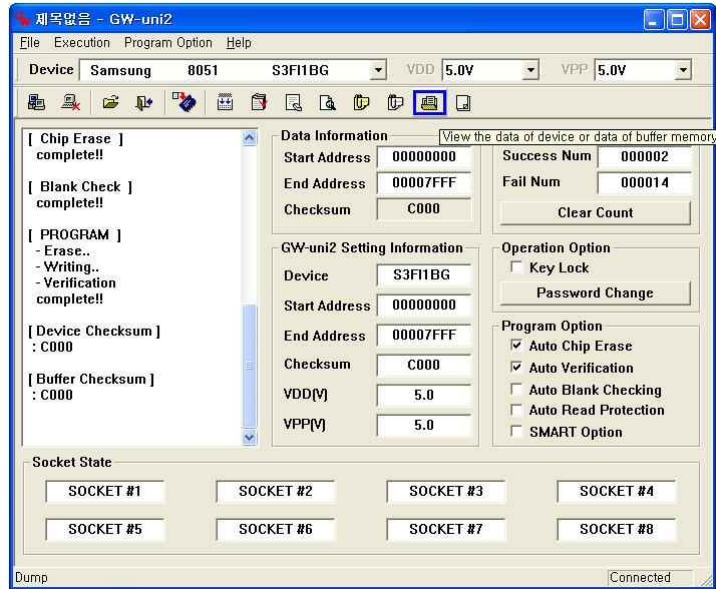 제목없음 - GW-uni2
File Execution Program Option Help
Device Samsung 8051 S3FI1BG VDD 5.0V VPP 5.0V
View the data of device or data of buffer memory
[ Chip Erase ]
complete!!
[ Blank Check ]
complete!!
[ PROGRAM ]
- Erase..
- Writing..
- Verification
complete!!
[ Device Checksum ]
: C000
[ Buffer Checksum ]
: C000
Data Information
Start Address 00000000
End Address 00007FFF
Checksum C000
GW-uni2 Setting Information
Device S3FI1BG
Start Address 00000000
End Address 00007FFF
Checksum C000
VDD(V) 5.0
VPP(V) 5.0
Success Num 000002
Fail Num 000014
Clear Count
Operation Option
Key Lock
Password Change
Program Option
Auto Chip Erase
Auto Verification
Auto Blank Checking
Auto Read Protection
SMART Option
Socket State
SOCKET #1 SOCKET #2 SOCKET #3 SOCKET #4
SOCKET #5 SOCKET #6 SOCKET #7 SOCKET #8
Dump Connected